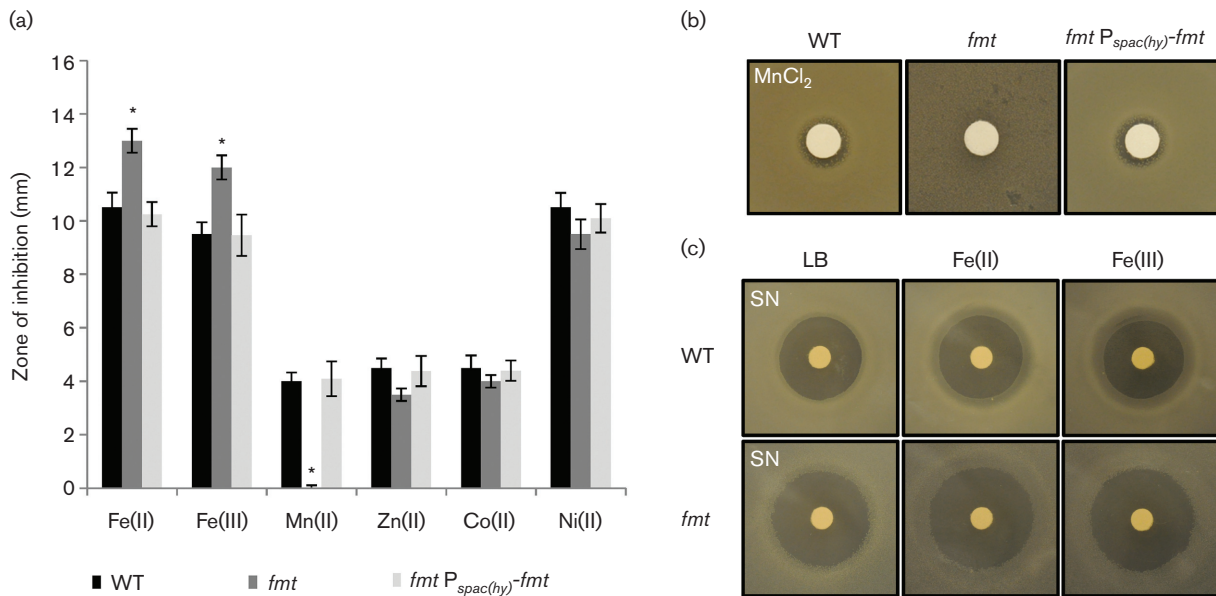 (a)
Zone of inhibition (mm)
16
14
12
10
8
6
4
2
0
* * *
Fe(II) Fe(III) Mn(II) Zn(II) Co(II) Ni(II)
WT fmt fmt Pspac(hy)-fmt
(b)
WT fmt fmt Pspac(hy)-fmt
MnCl2
(c)
LB Fe(II) Fe(III)
WT
SN
fmt
SN